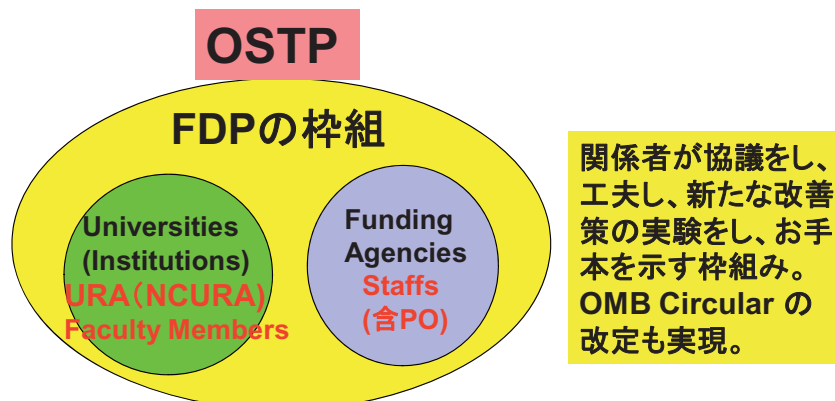 OSTP
FDPの枠組
Universities
(Institutions)
URA(NCURA)
Faculty Members
Funding
Agencies
Staffs
(含PO)
関係者が協議をし、
工夫し、新たな改善
策の実験をし、お手
本を示す枠組み。
OMB Circular の
改定も実現。